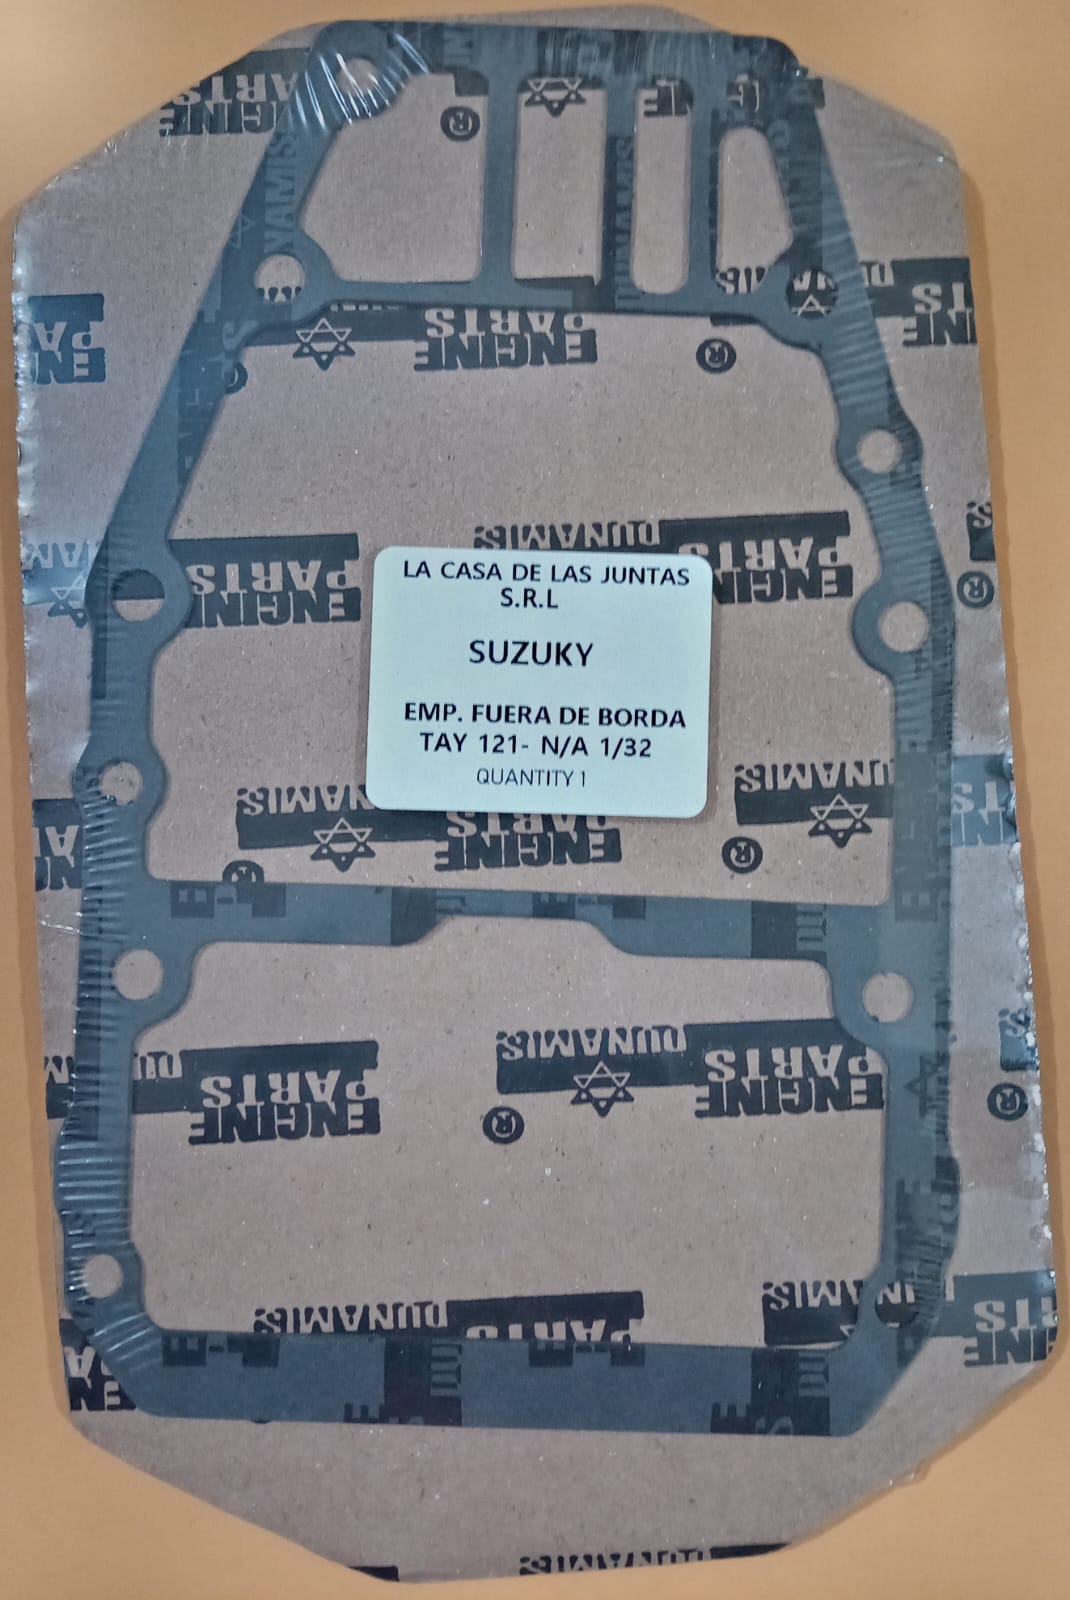 LA CASA DE LAS JUNTAS
S.R.L
SUZUKY
EMP. FUERA DE BORDA
TAY 121- N/A 1/32
QUANTITY 1
DUNAMIS
ENGINE
PARTS
®